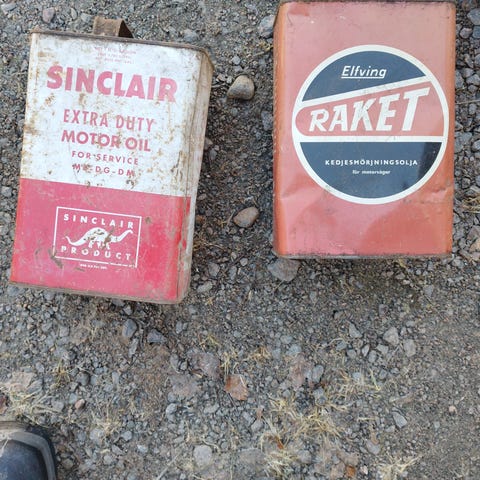 SINCLAIR
EXTRA DUTY
MOTOR OIL
FOR SERVICE
SINCLAIR
PRODUCT
Elfving
RAKET
KEDJESMÖRJNINGSOLJA
för motorsågar